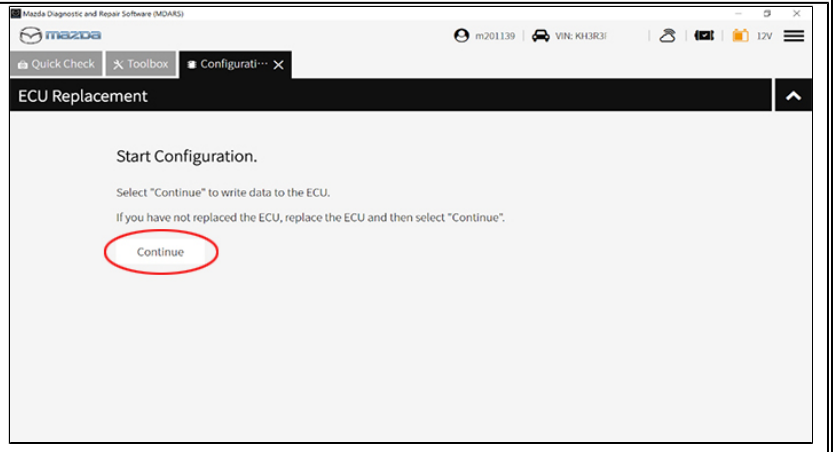 Mazda Diagnostic and Repair Software (MDARS)
mazda m201139 VIN: KH3R3 12V
Quick Check Toolbox Configurati...
ECU Replacement
Start Configuration.
Select "Continue" to write data to the ECU.
If you have not replaced the ECU, replace the ECU and then select "Continue".
Continue